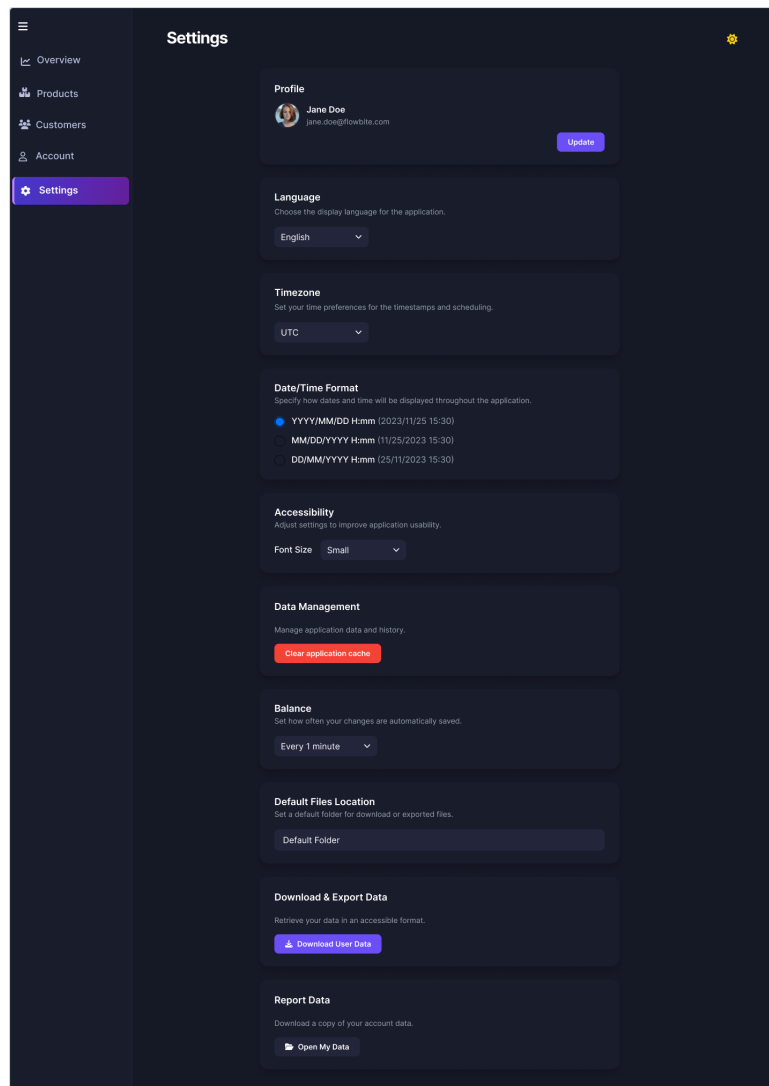 Settings
Overview
Products
Customers
Account
Settings
Profile
Jane Doe
jane.doe@flowbite.com
Update
Language
Choose the display language for the application.
English
Timezone
Set your time preferences for the timestamps and scheduling.
UTC
Date/Time Format
Specify how dates and time will be displayed throughout the application.
YYYY/MM/DD H:mm (2023/11/25 15:30)
MM/DD/YYYY H:mm (11/25/2023 15:30)
DD/MM/YYYY H:mm (25/11/2023 15:30)
Accessibility
Adjust settings to improve application usability.
Font Size Small
Data Management
Manage application data and history.
Clear application cache
Balance
Set how often your changes are automatically saved.
Every 1 minute
Default Files Location
Set a default folder for download or exported files.
Default Folder
Download & Export Data
Retrieve your data in an accessible format.
Download User Data
Report Data
Download a copy of your account data.
Open My Data